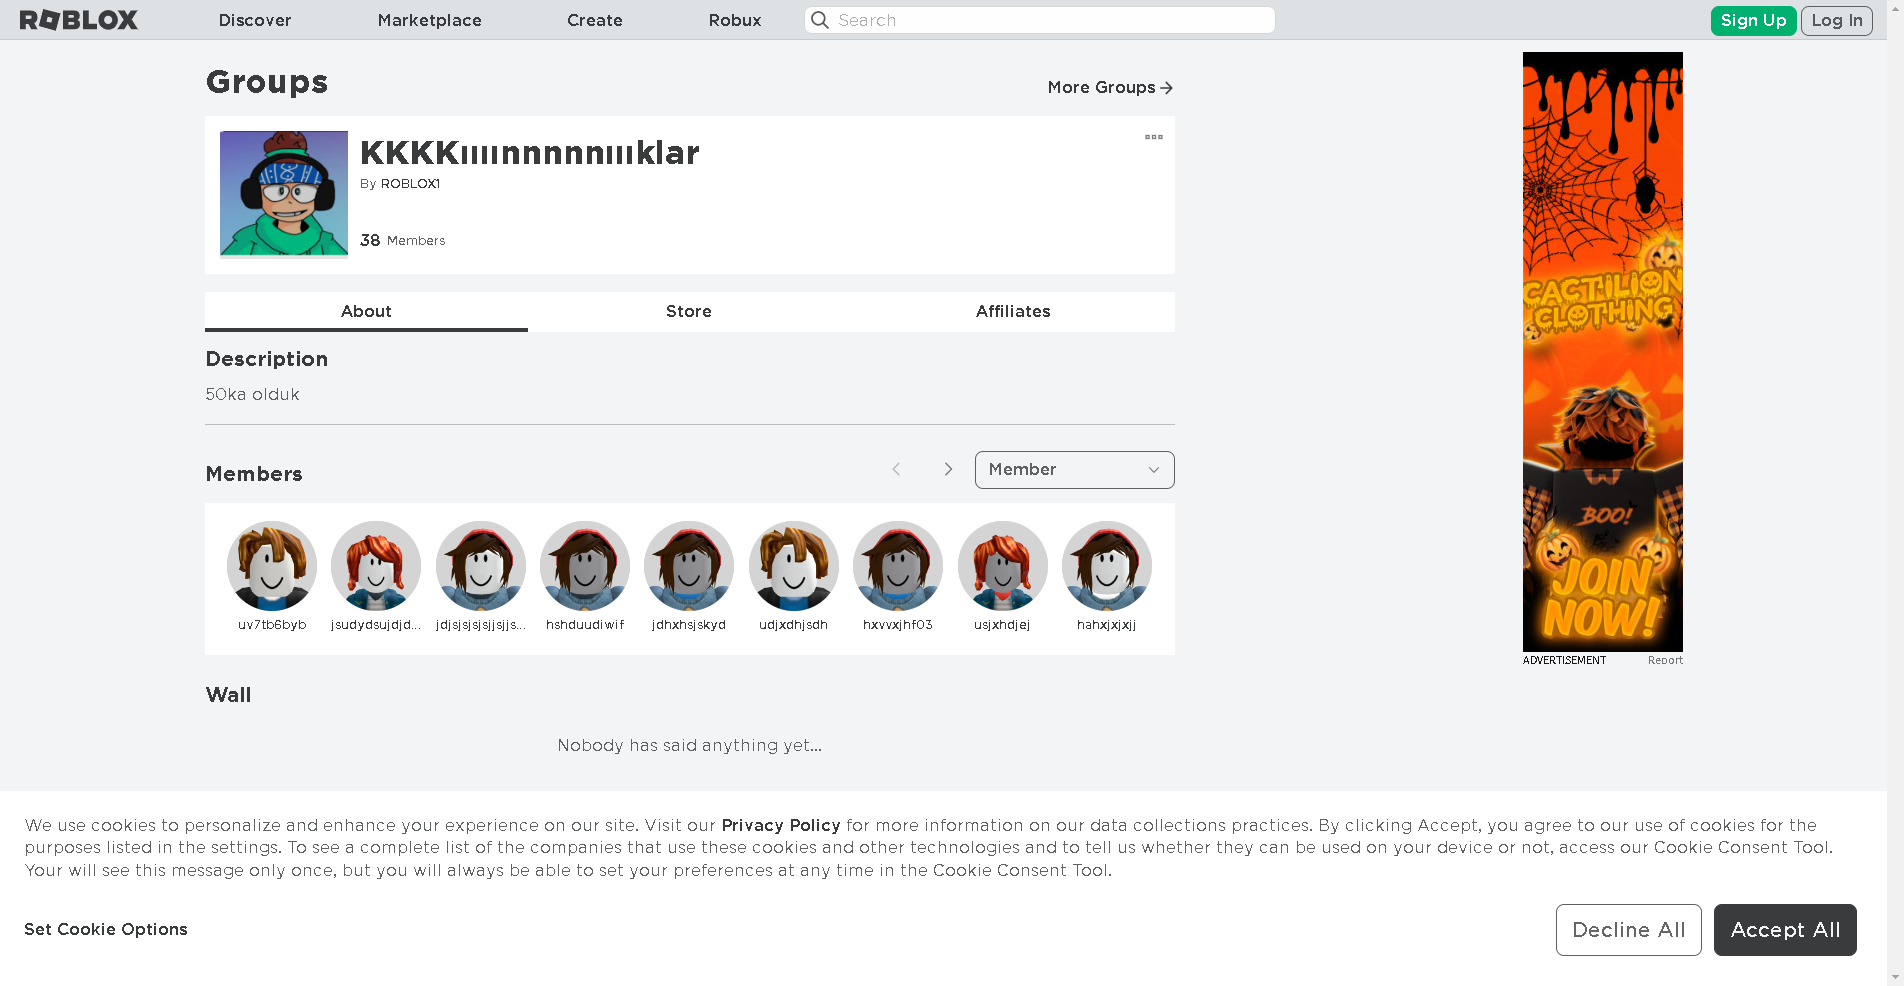 ROBLOX
Discover
Marketplace
Create
Robux
Search
Sign Up
Log In
Groups
More Groups
KKKKıııınnnnnıııklar
By ROBLOX1
38 Members
About
Store
Affiliates
Description
50ka olduk
Members
Member
uv7tb6byb
jsudydsujdjd...
jdjsjsjsjsjjsjjs...
hshduudiwif
jdhxhsjskyd
udjxdhjsdh
hxvvxjhf03
usjxhdjej
hahxjxjxjj
Wall
Nobody has said anything yet...
CACTILION
CLOTHING
BOO!
JOIN
NOW!
ADVERTISEMENT
Report
We use cookies to personalize and enhance your experience on our site. Visit our Privacy Policy for more information on our data collections practices. By clicking Accept, you agree to our use of cookies for the
purposes listed in the settings. To see a complete list of the companies that use these cookies and other technologies and to tell us whether they can be used on your device or not, access our Cookie Consent Tool.
Your will see this message only once, but you will always be able to set your preferences at any time in the Cookie Consent Tool.
Set Cookie Options
Decline All
Accept All